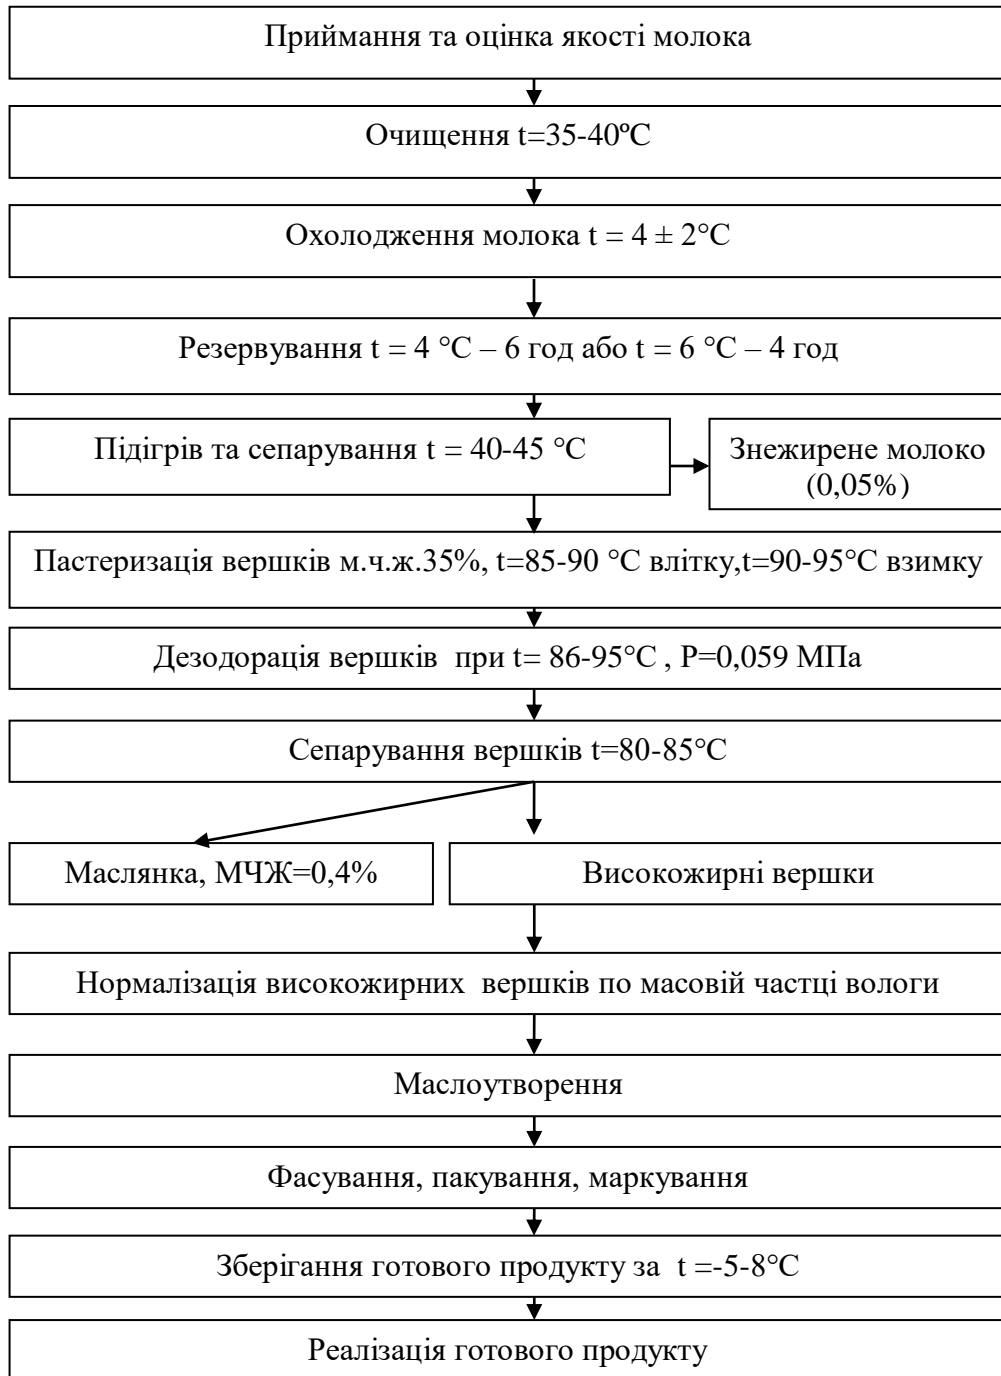 Приймання та оцінка якості молока
Очищення t=35-40ºС
Охолодження молока t = 4 ± 2°С
Резервування t = 4 °С – 6 год або t = 6 °С – 4 год
Підігрів та сепарування t = 40-45 °С
Знежирене молоко
(0,05%)
Пастеризація вершків м.ч.ж.35%, t=85-90 °С влітку,t=90-95°С взимку
Дезодорація вершків при t= 86-95°С , Р=0,059 МПа
Сепарування вершків t=80-85°С
Маслянка, МЧЖ=0,4%
Високожирні вершки
Нормалізація високожирних вершків по масовій частці вологи
Маслоутворення
Фасування, пакування, маркування
Зберігання готового продукту за t =-5-8°С
Реалізація готового продукту